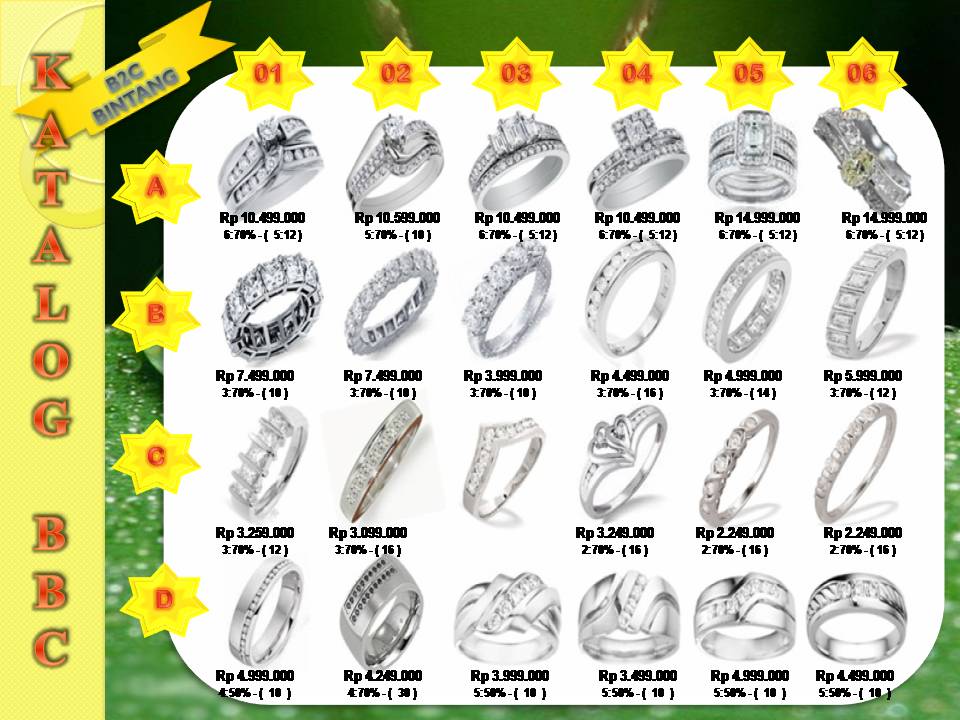 KATALOG BBC
B2C
BINTANG
01 02 03 04 05 06
A
Rp 10.499.000 Rp 10.599.000 Rp 10.499.000 Rp 10.499.000 Rp 14.999.000 Rp 14.999.000
6:70% - ( 5:12 ) 5:70% - ( 10 ) 6:70% - ( 5:12 ) 6:70% - ( 5:12 ) 6:70% - ( 5:12 ) 6:70% - ( 5:12 )
B
Rp 7.499.000 Rp 7.499.000 Rp 3.999.000 Rp 4.499.000 Rp 4.999.000 Rp 5.999.000
3:70% - ( 10 ) 3:70% - ( 10 ) 3:70% - ( 10 ) 3:70% - ( 16 ) 3:70% - ( 14 ) 3:70% - ( 12 )
C
Rp 3.259.000 Rp 3.099.000 Rp 3.249.000 Rp 2.249.000 Rp 2.249.000
3:70% - ( 12 ) 3:70% - ( 16 ) 2:70% - ( 16 ) 2:70% - ( 16 ) 2:70% - ( 16 )
D
Rp 4.999.000 Rp 4.249.000 Rp 3.999.000 Rp 3.499.000 Rp 4.999.000 Rp 4.499.000
4:50% - ( 10 ) 4:70% - ( 30 ) 5:50% - ( 10 ) 5:50% - ( 10 ) 5:50% - ( 10 ) 5:50% - ( 10 )